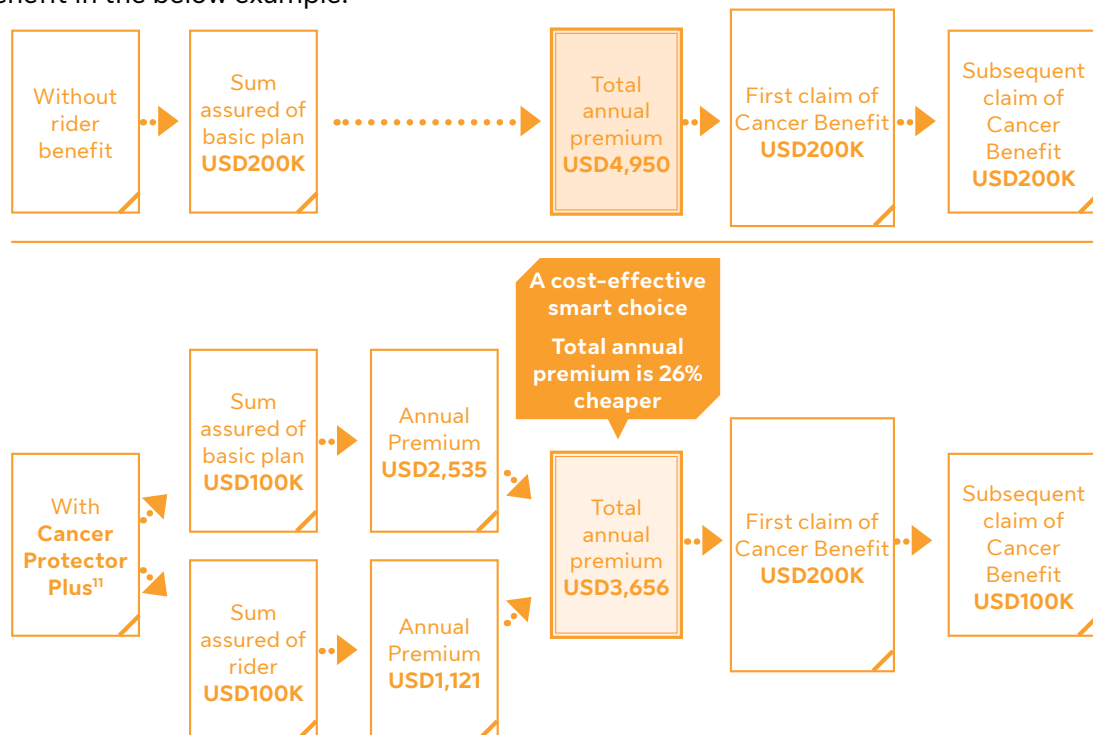 enefit in the below example.
Without
rider
benefit
Sum
assured of
basic plan
USD200K
Total
annual
premium
USD4,950
First claim of
Cancer Benefit
USD200K
Subsequent
claim of
Cancer
Benefit
USD200K
A cost-effective
smart choice
Total annual
premium is 26%
cheaper
With
Cancer
Protector
Plus¹¹
Sum
assured of
basic plan
USD100K
Annual
Premium
USD2,535
Sum
assured of
rider
USD100K
Annual
Premium
USD1,121
Total
annual
premium
USD3,656
First claim of
Cancer Benefit
USD200K
Subsequent
claim of
Cancer
Benefit
USD100K